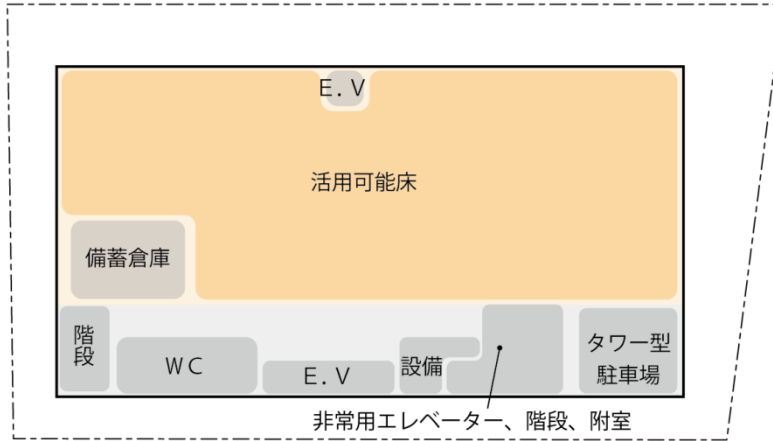 E.V
活用可能床
備蓄倉庫
階
段
WC
E.V
設備
タワー型
駐車場
非常用エレベーター、階段、附室